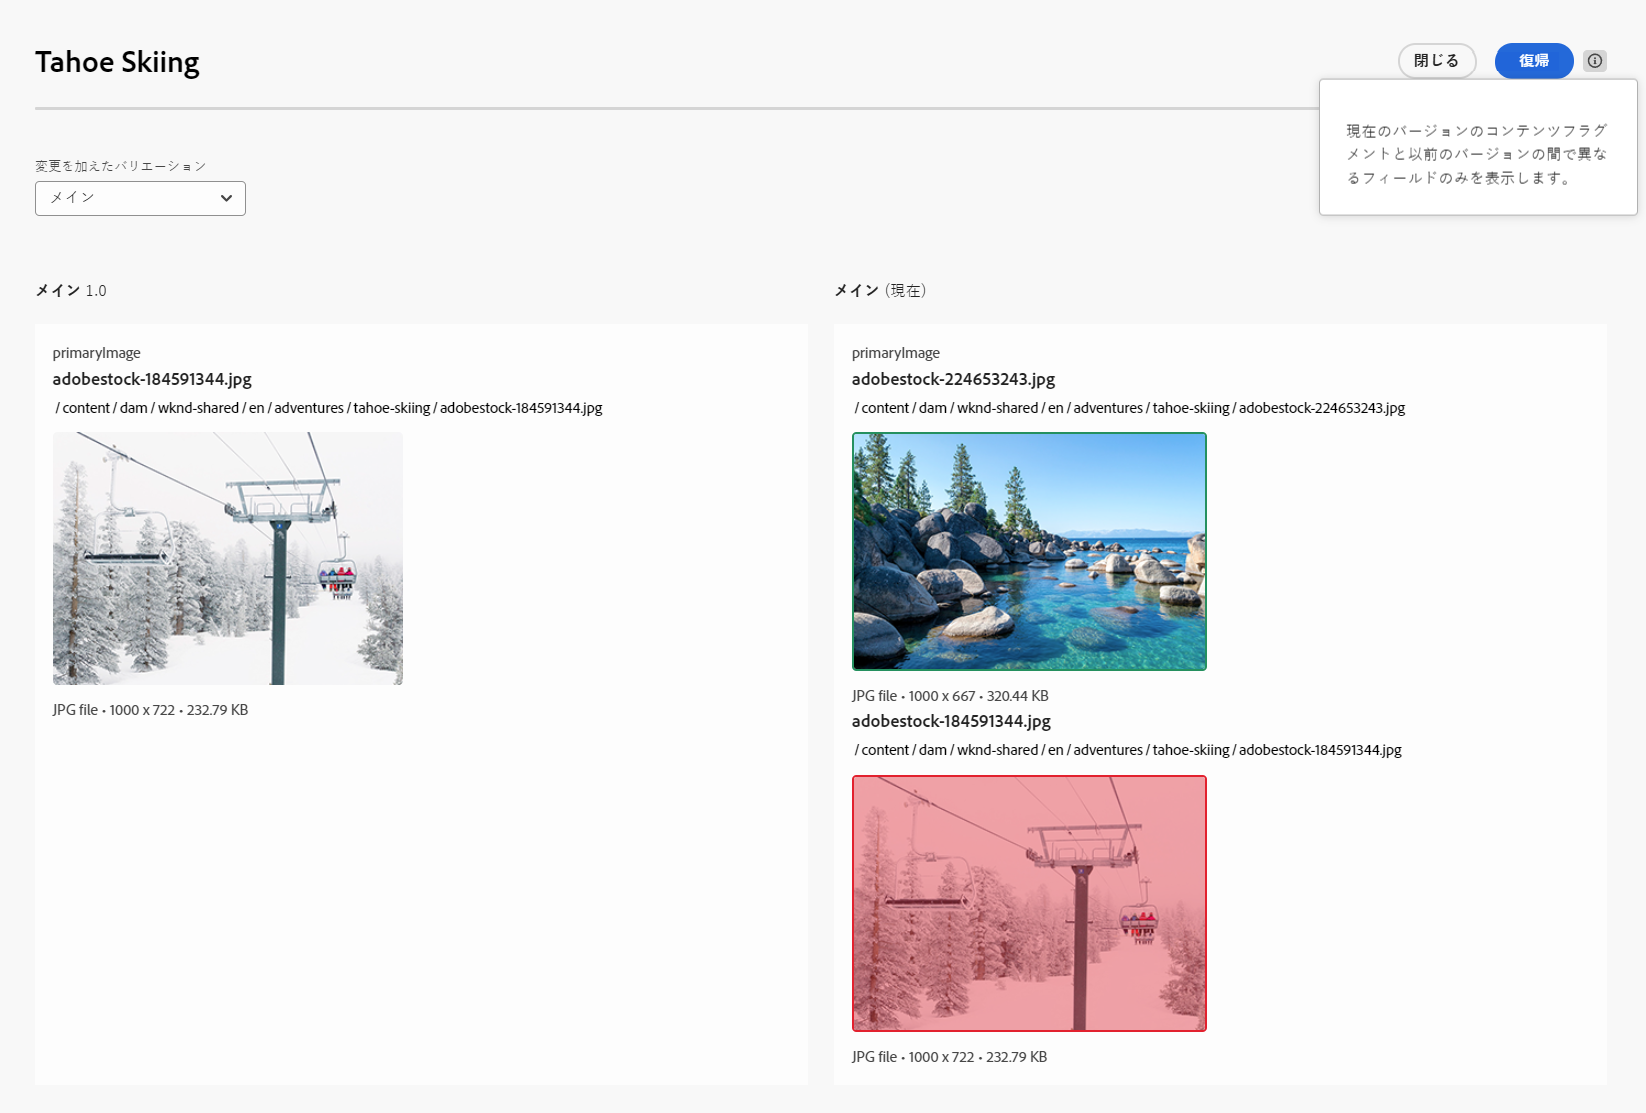 Tahoe Skiing
閉じる
復帰
現在のバージョンのコンテンツフラグ
メントと以前のバージョンの間で異な
るフィールドのみを表示します。
変更を加えたバリエーション
メイン
メイン 1.0
primaryImage
adobestock-184591344.jpg
/ content / dam / wknd-shared / en / adventures / tahoe-skiing / adobestock-184591344.jpg
JPG file • 1000 x 722 • 232.79 KB
メイン (現在)
primaryImage
adobestock-224653243.jpg
/ content / dam / wknd-shared / en / adventures / tahoe-skiing / adobestock-224653243.jpg
JPG file • 1000 x 667 • 320.44 KB
adobestock-184591344.jpg
/ content / dam / wknd-shared / en / adventures / tahoe-skiing / adobestock-184591344.jpg
JPG file • 1000 x 722 • 232.79 KB